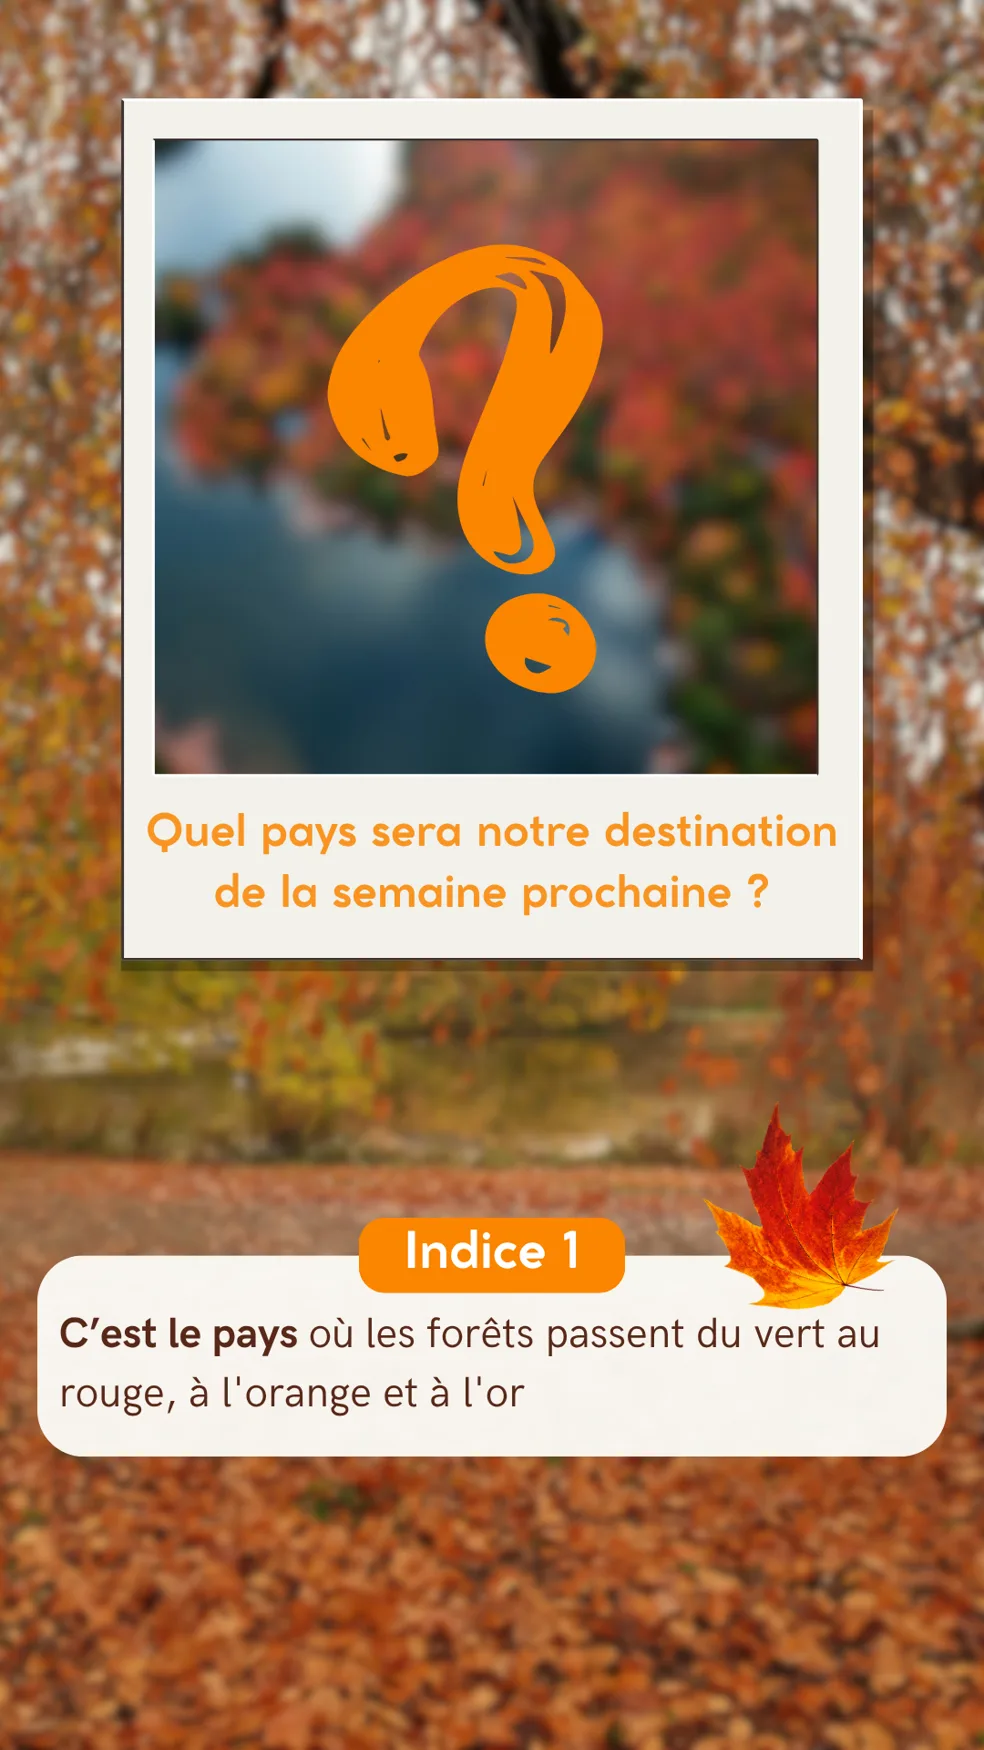 Quel pays sera notre destination
de la semaine prochaine ?
Indice 1
C’est le pays où les forêts passent du vert au
rouge, à l'orange et à l'or